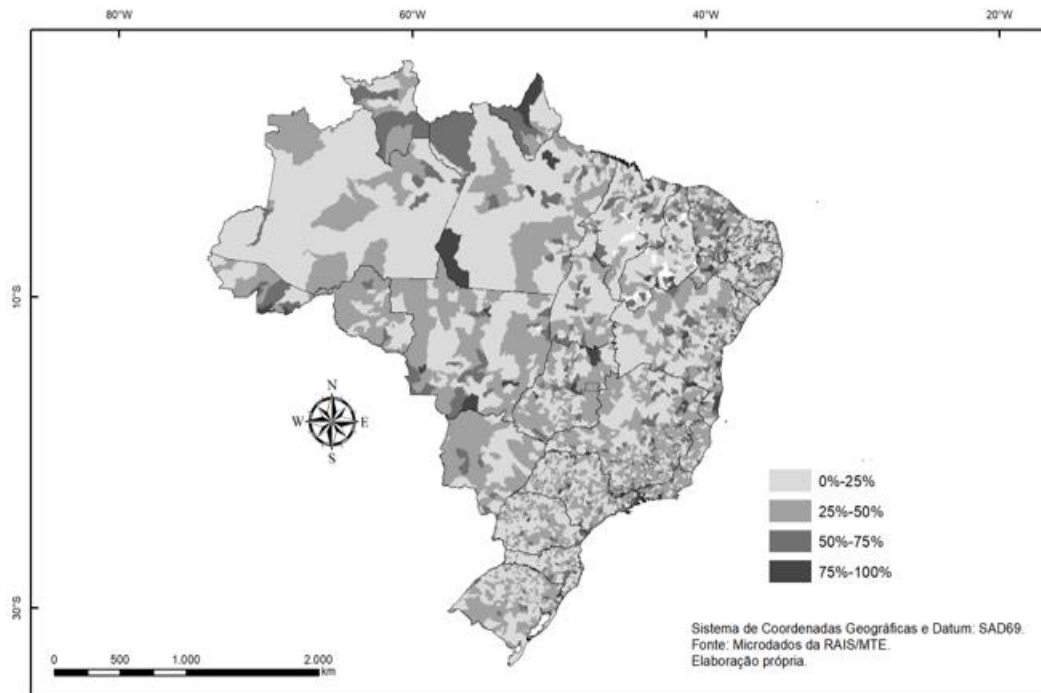 80°W 60°W 40°W 20°W
10°S
N
W E
S
0%-25%
25%-50%
50%-75%
75%-100%
30°S
Sistema de Coordenadas Geográficas e Datum: SAD69.
Fonte: Microdados da RAIS/MTE.
Elaboração própria.
0 500 1.000 2.000
km